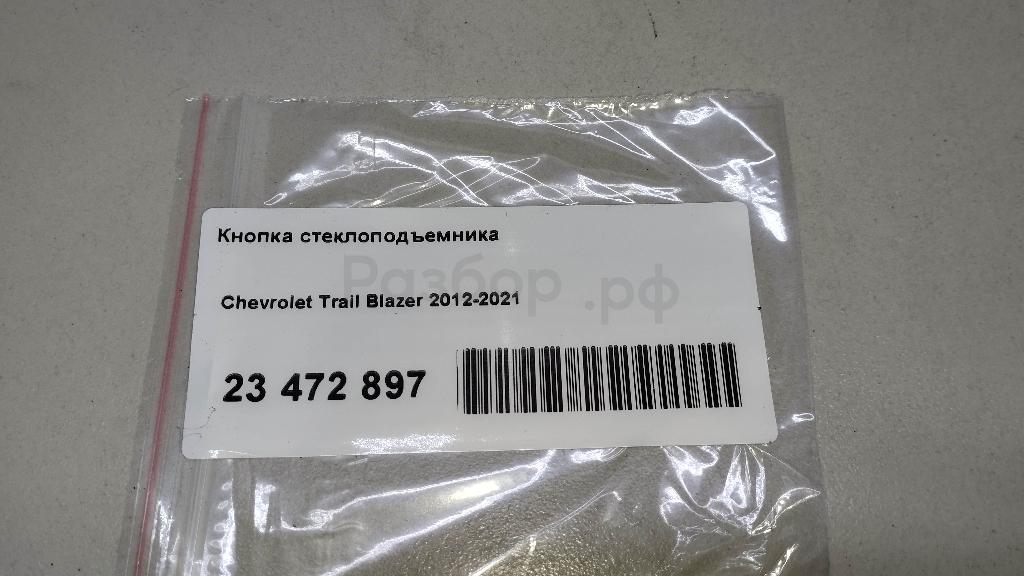 Кнопка стеклоподъемника
Разбор.рф
Chevrolet Trail Blazer 2012-2021
23 472 897